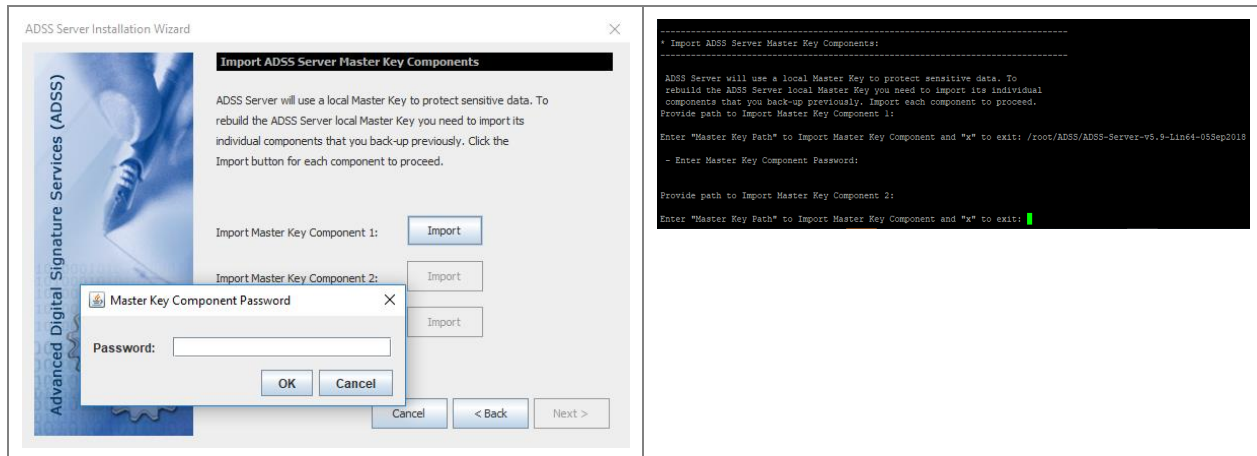 ADSS Server Installation Wizard
Advanced Digital Signature Services (ADSS)
Import ADSS Server Master Key Components
ADSS Server will use a local Master Key to protect sensitive data. To
rebuild the ADSS Server local Master Key you need to import its
individual components that you back-up previously. Click the
Import button for each component to proceed.
Import Master Key Component 1: Import
Import Master Key Component 2: Import
Import
Master Key Component Password
Password:
OK Cancel
Cancel < Back Next >
* Import ADSS Server Master Key Components:
ADSS Server will use a local Master Key to protect sensitive data. To
rebuild the ADSS Server local Master Key you need to import its individual
components that you back-up previously. Import each component to proceed.
Provide path to Import Master Key Component 1:
Enter "Master Key Path" to Import Master Key Component and "x" to exit: /root/ADSS/ADSS-Server-v5.9-Lin64-05Sep2018
- Enter Master Key Component Password:
Provide path to Import Master Key Component 2:
Enter "Master Key Path" to Import Master Key Component and "x" to exit: